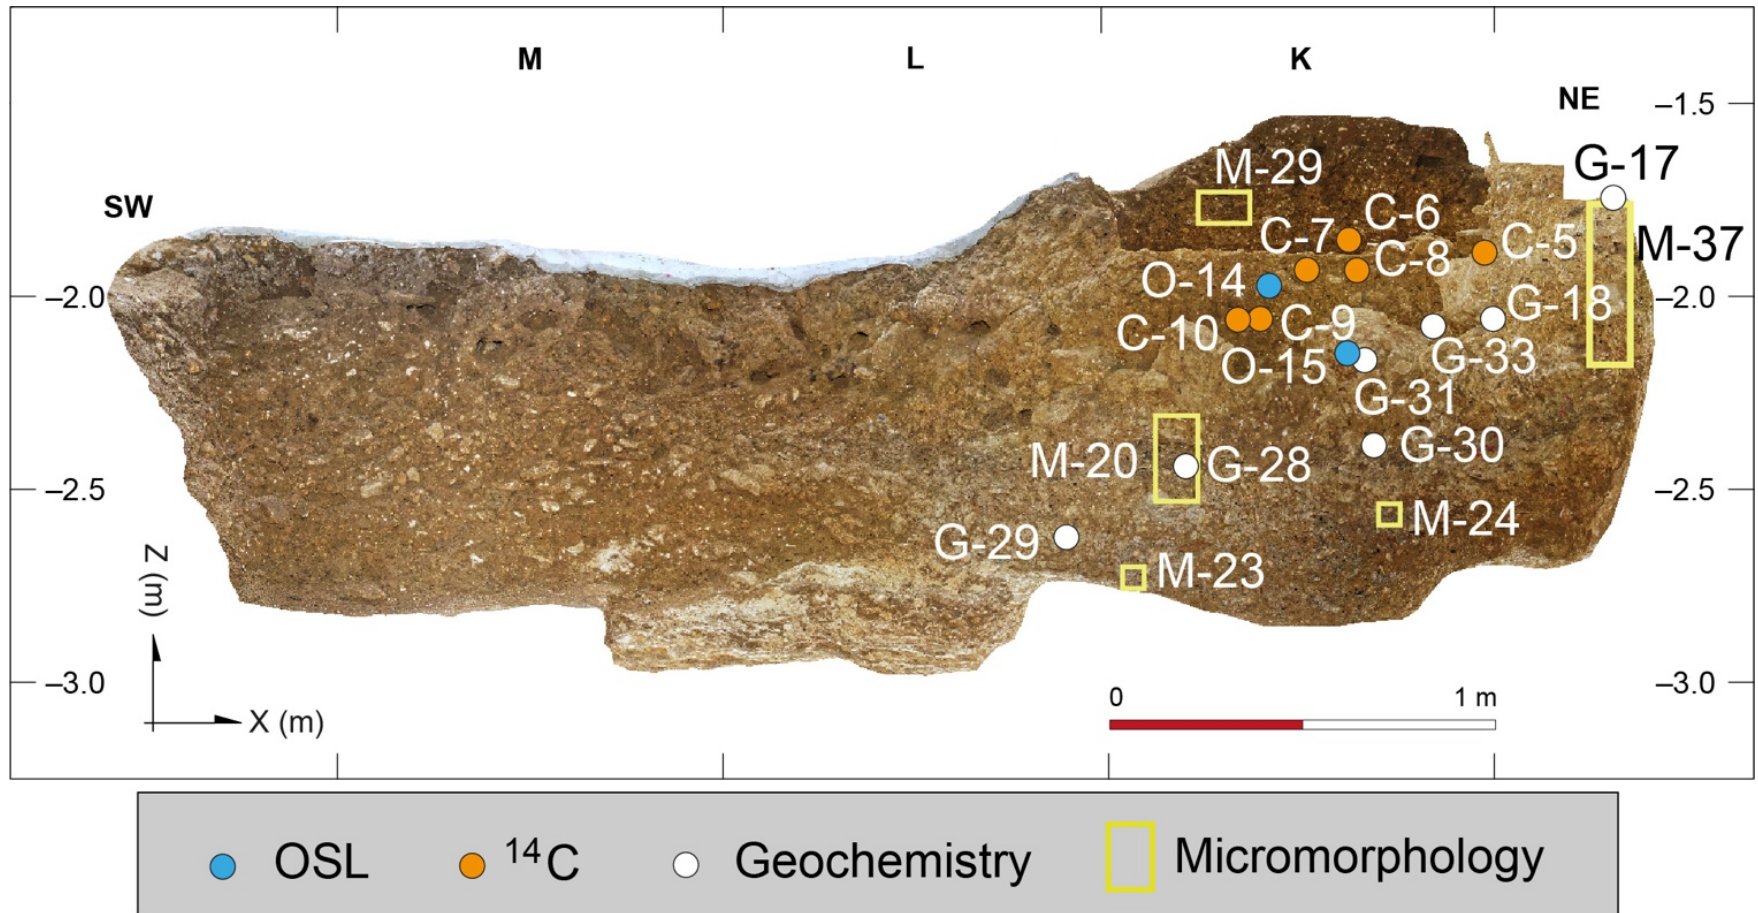 M
L
K
NE
SW
–1.5
–2.0
–2.5
–3.0
–2.0
–2.5
–3.0
G-17
M-29
C-6
C-7
C-5
M-37
C-8
O-14
G-18
C-9
C-10
G-33
O-15
G-31
G-30
M-20
G-28
M-24
G-29
M-23
Z (m)
X (m)
0
1 m
OSL
¹⁴C
Geochemistry
Micromorphology